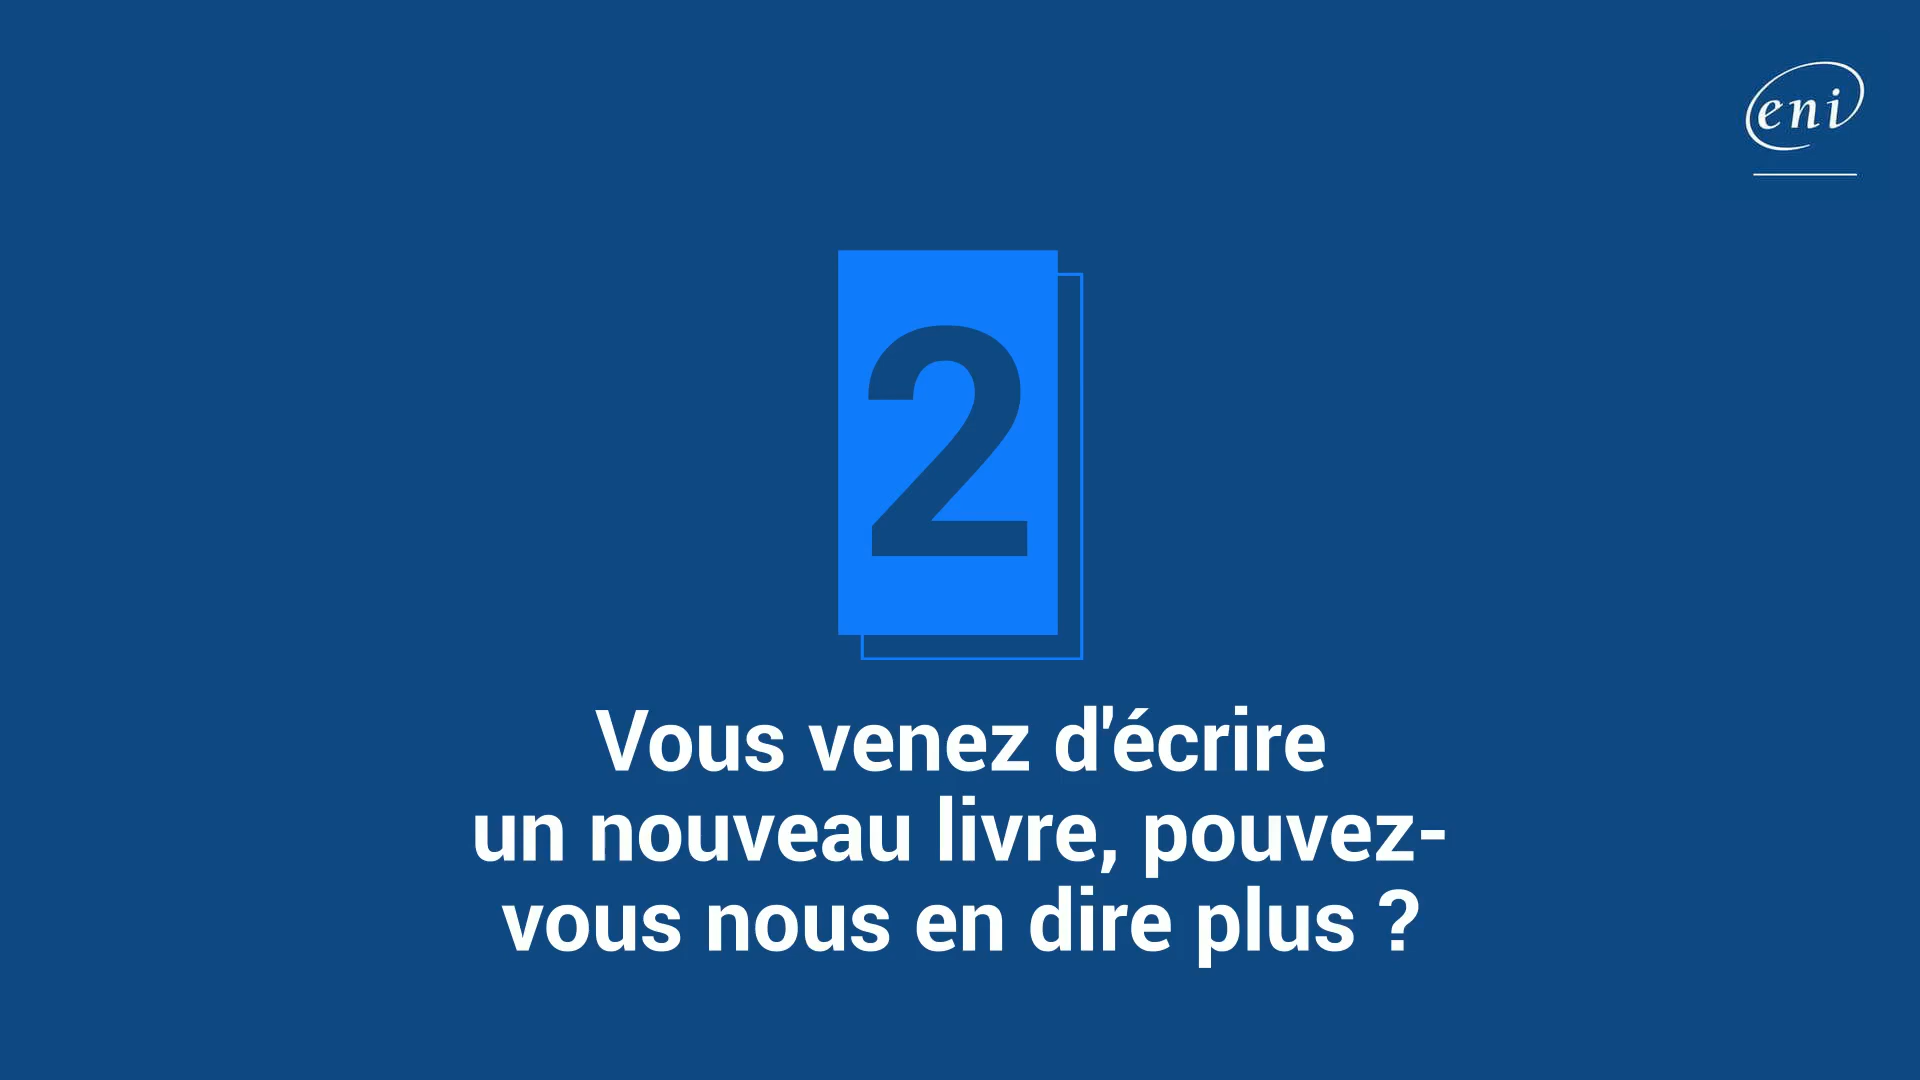 eni
2
Vous venez d'écrire
un nouveau livre, pouvez-
vous nous en dire plus ?